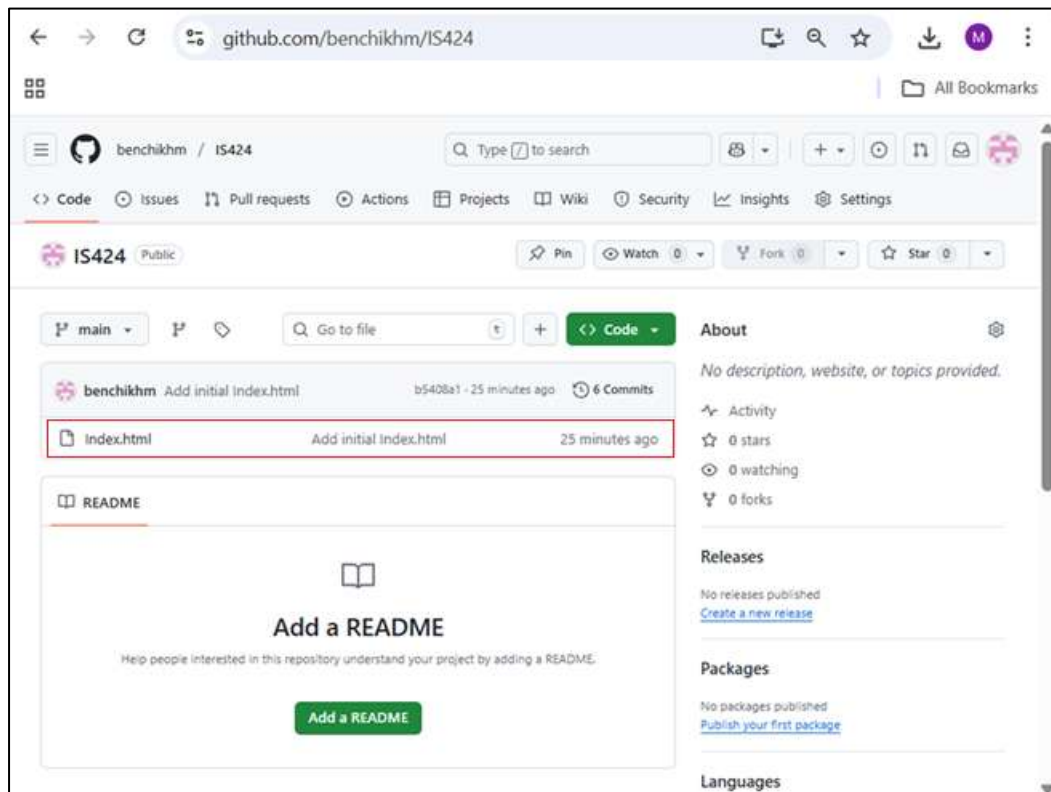 github.com/benchikhm/IS424
M
All Bookmarks
benchikhm / IS424
Type / to search
Code Issues Pull requests Actions Projects Wiki Security Insights Settings
IS424 Public
Pin Watch 0 Fork 0 Star 0
main
Go to file t
Code
benchikhm Add initial Index.html b5408a1 · 25 minutes ago 6 Commits
Index.html Add initial Index.html 25 minutes ago
README
Add a README
Help people interested in this repository understand your project by adding a README.
Add a README
About
No description, website, or topics provided.
Activity
0 stars
0 watching
0 forks
Releases
No releases published
Create a new release
Packages
No packages published
Publish your first package
Languages